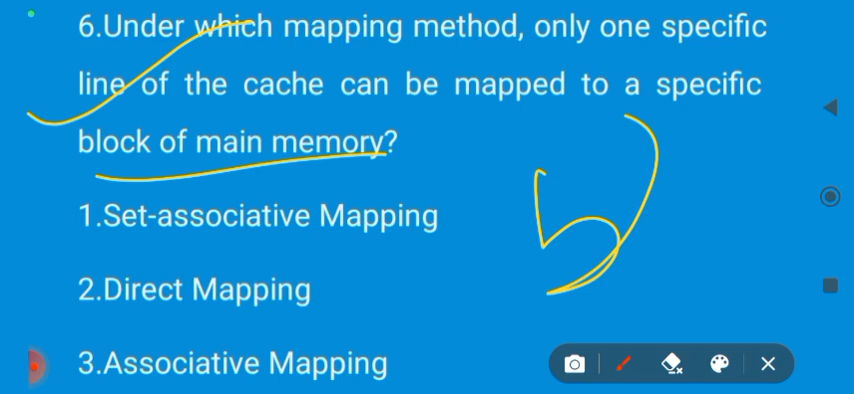 6.Under which mapping method, only one specific
line of the cache can be mapped to a specific
block of main memory?
1.Set-associative Mapping
2.Direct Mapping
3.Associative Mapping